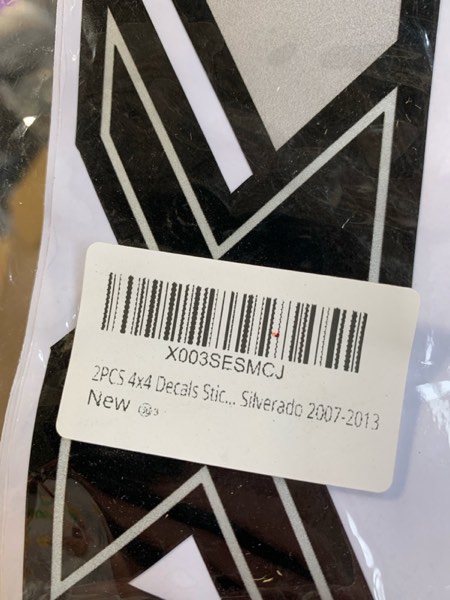 X003SESMCJ
2PCS 4x4 Decals Stic... Silverado 2007-2013
New